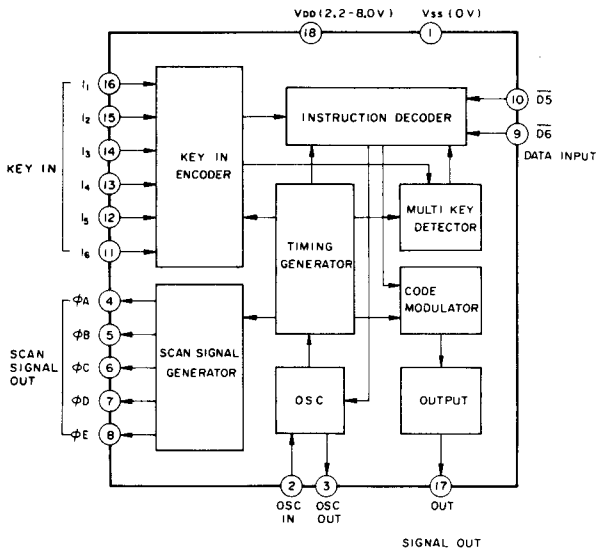 VDD (2.2-8.0V)
VSS (0V)
18
1
I1 16
I2 15
I3 14
I4 13
I5 12
I6 11
KEY IN
KEY IN
ENCODER
INSTRUCTION DECODER
10 D5
9 D6
DATA INPUT
MULTI KEY
DETECTOR
TIMING
GENERATOR
CODE
MODULATOR
ϕA 4
ϕB 5
ϕC 6
ϕD 7
ϕE 8
SCAN
SIGNAL
OUT
SCAN SIGNAL
GENERATOR
OSC
OUTPUT
2
3
17
OSC
IN
OSC
OUT
OUT
SIGNAL OUT